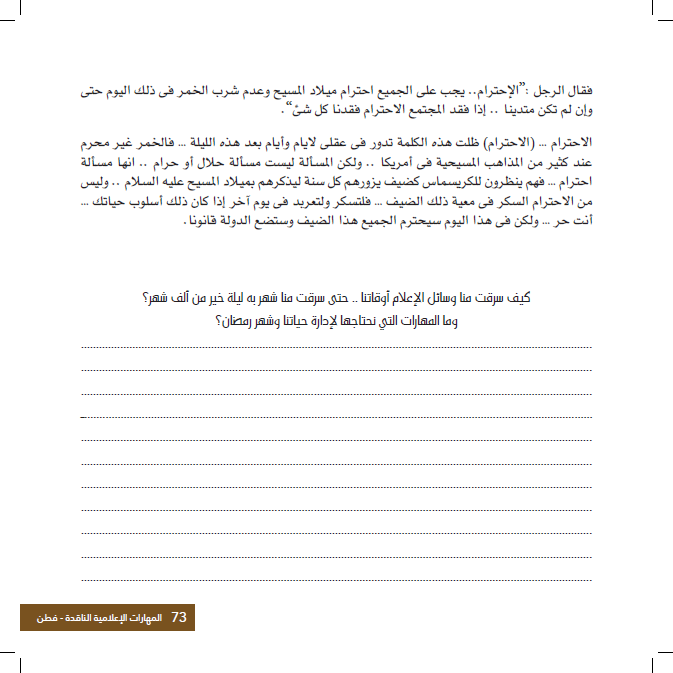 فقال الرجل :”الإحترام.. يجب على الجميع احترام ميلاد المسيح وعدم شرب الخمر فى ذلك اليوم حتى
وإن لم تكن متدينا .. إذا فقد المجتمع الاحترام فقدنا كل شئ“.
الاحترام ... (الاحترام) ظلت هذه الكلمة تدور فى عقلى لايام وأيام بعد هذه الليلة ... فالخمر غير محرم
عند كثير من المذاهب المسيحية فى أمريكا .. ولكن المسألة ليست مسألة حلال أو حرام .. انها مسألة
احترام ... فهم ينظرون للكريسماس كضيف يزورهم كل سنة ليذكرهم بميلاد المسيح عليه السلام .. وليس
من الاحترام السكر فى معية ذلك الضيف ... فلتسكر ولتعربد فى يوم آخر إذا كان ذلك أسلوب حياتك ...
أنت حر ... ولكن فى هذا اليوم سيحترم الجميع هذا الضيف وستضع الدولة قانونا.
كيف سرقت منا وسائل الإعلام أوقاتنا .. حتى سرقت منا شهر به ليلة خير من ألف شهر؟
وما المهارات التي نحتاجها لإدارة حياتنا وشهر رمضان؟
73 المهارات الإعلامية الناقدة - فطن